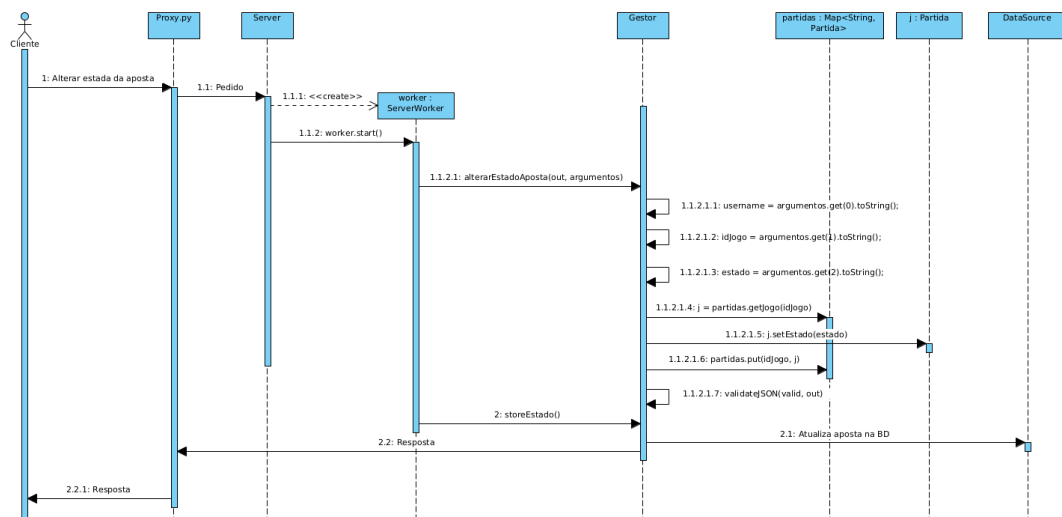 Cliente
Proxy.py
Server
Gestor
partidas : Map<String,
Partida>
j : Partida
DataSource
1: Alterar estada da aposta
1.1: Pedido
1.1.1: <<create>>
worker :
ServerWorker
1.1.2: worker.start()
1.1.2.1: alterarEstadoAposta(out, argumentos)
1.1.2.1.1: username = argumentos.get(0).toString();
1.1.2.1.2: idJogo = argumentos.get(1).toString();
1.1.2.1.3: estado = argumentos.get(2).toString();
1.1.2.1.4: j = partidas.getJogo(idJogo)
1.1.2.1.5: j.setEstado(estado)
1.1.2.1.6: partidas.put(idJogo, j)
1.1.2.1.7: validateJSON(valid, out)
2: storeEstado()
2.1: Atualiza aposta na BD
2.2: Resposta
2.2.1: Resposta